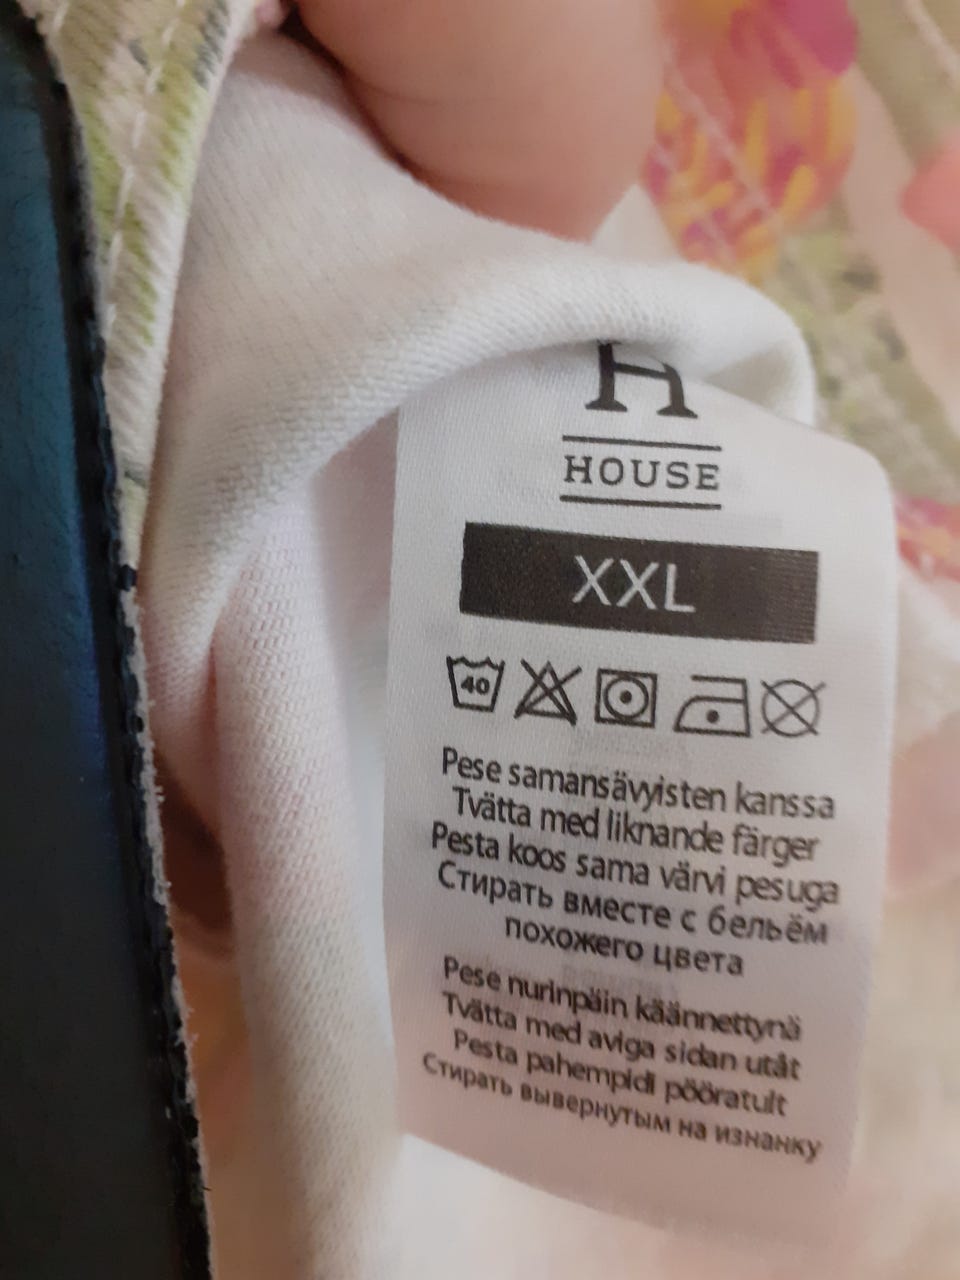 H
HOUSE
XXL
40
Pese samansävyisten kanssa
Tvätta med liknande färger
Pesta koos sama värvi pesuga
Стирать вместе с бельём
похожего цвета
Pese nurinpäin käännettynä
Tvätta med aviga sidan utåt
Pesta pahempidi pööratult
Стирать вывернутым на изнанку